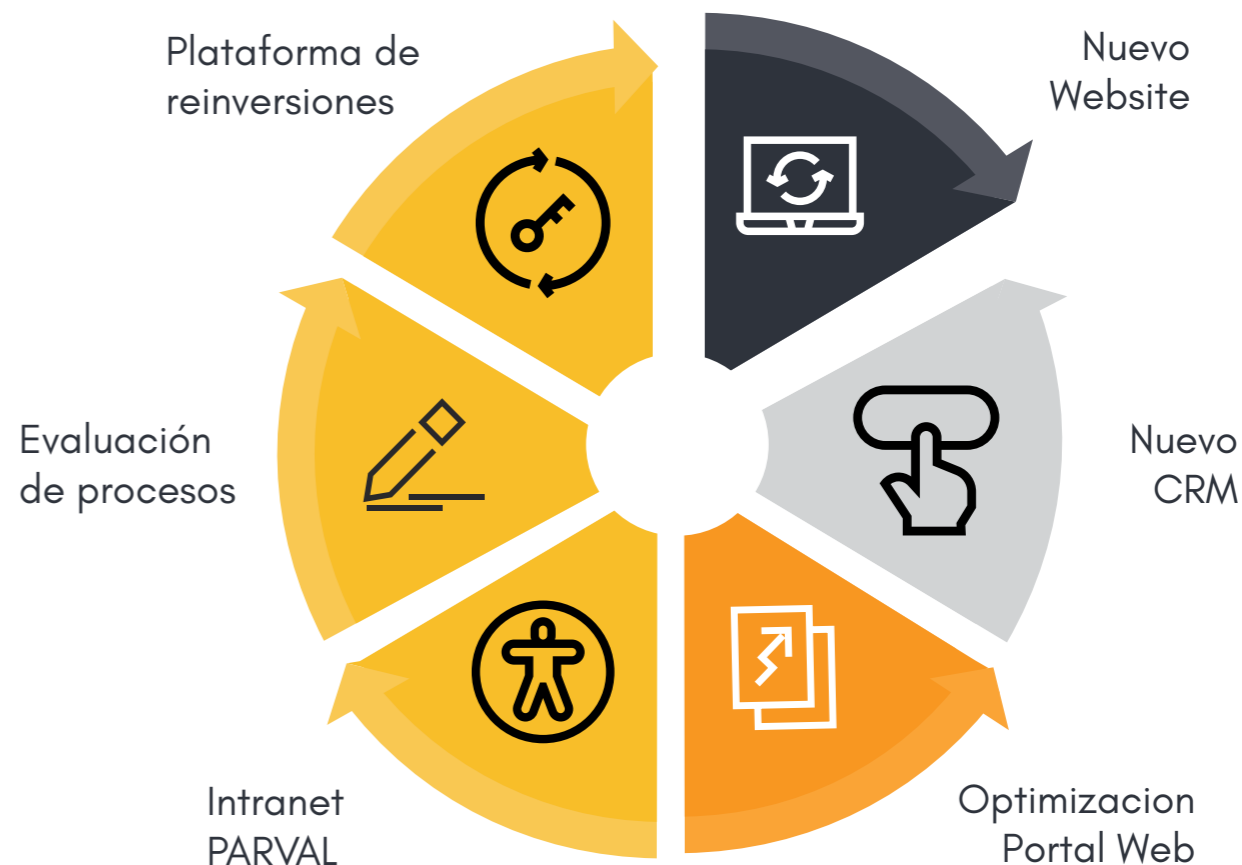 Plataforma de
reinversiones
Nuevo
Website
Evaluación
de procesos
Nuevo
CRM
Intranet
PARVAL
Optimizacion
Portal Web